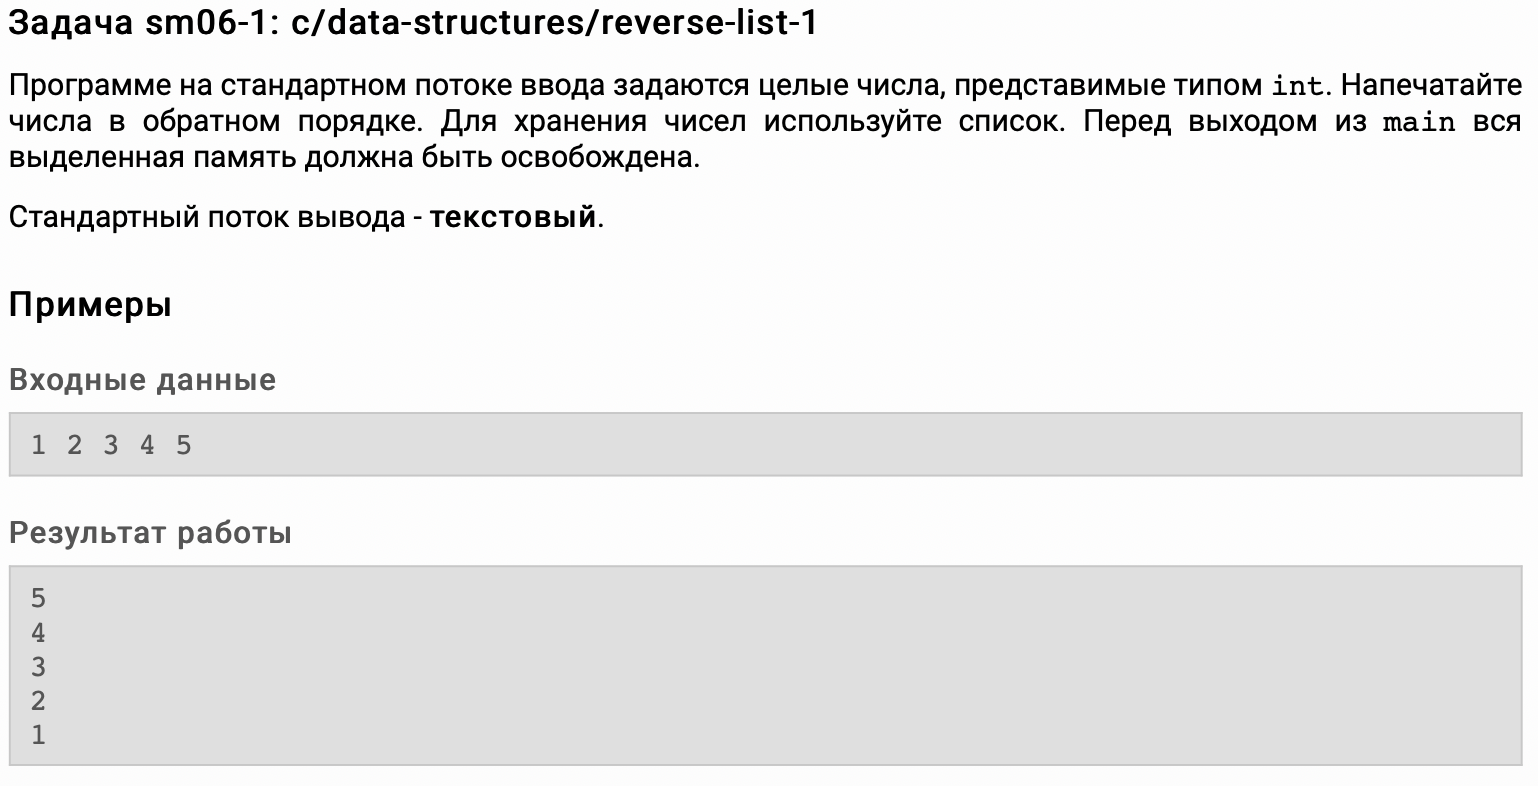 Задача sm06-1: c/data-structures/reverse-list-1
Программе на стандартном потоке ввода задаются целые числа, представимые типом int. Напечатайте
числа в обратном порядке. Для хранения чисел используйте список. Перед выходом из main вся
выделенная память должна быть освобождена.
Стандартный поток вывода - текстовый.
Примеры
Входные данные
1 2 3 4 5
Результат работы
5
4
3
2
1